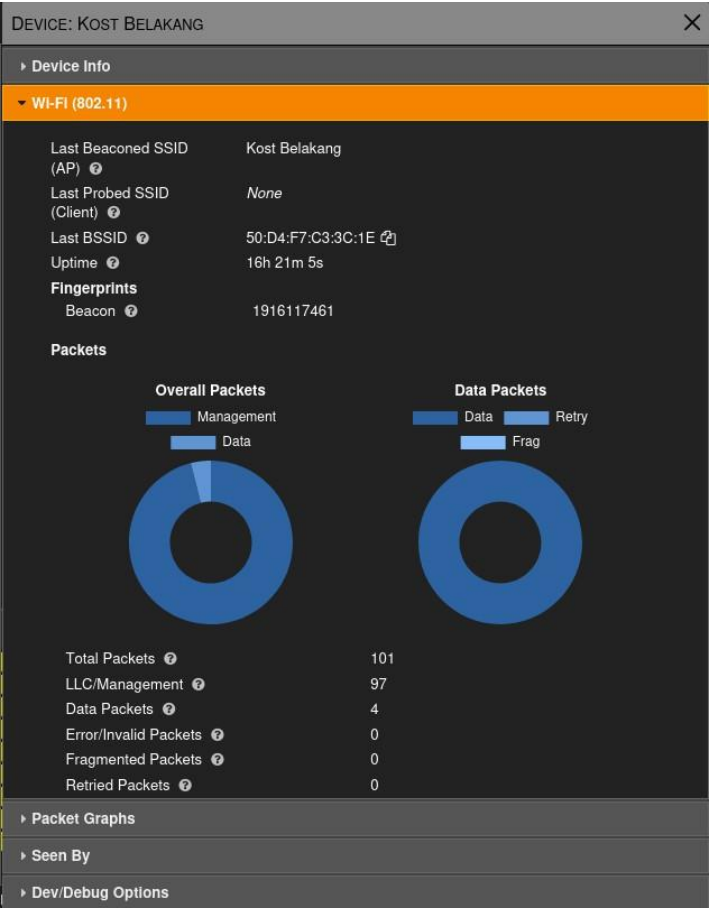 DEVICE: KOST BELAKANG
Device Info
Wi-Fi (802.11)
Last Beaconed SSID (AP) Kost Belakang
Last Probed SSID (Client) None
Last BSSID 50:D4:F7:C3:3C:1E
Uptime 16h 21m 5s
Fingerprints
Beacon 1916117461
Packets
Overall Packets
Management
Data
Data Packets
Data Retry
Frag
Total Packets 101
LLC/Management 97
Data Packets 4
Error/Invalid Packets 0
Fragmented Packets 0
Retried Packets 0
Packet Graphs
Seen By
Dev/Debug Options